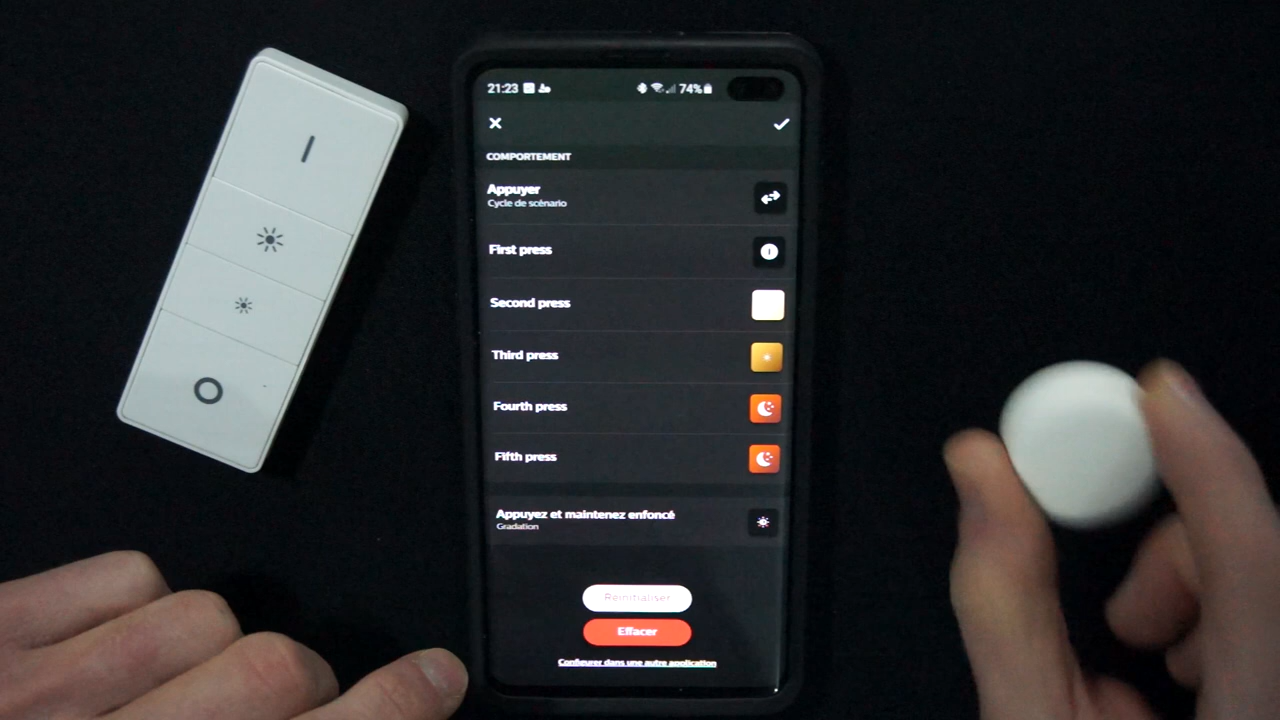 21:23
74%
COMPORTEMENT
Appuyer
Cycle de scénario
First press
Second press
Third press
Fourth press
Fifth press
Appuyez et maintenez enfoncé
Gradation
Réinitialiser
Effacer
Configurer dans une autre application